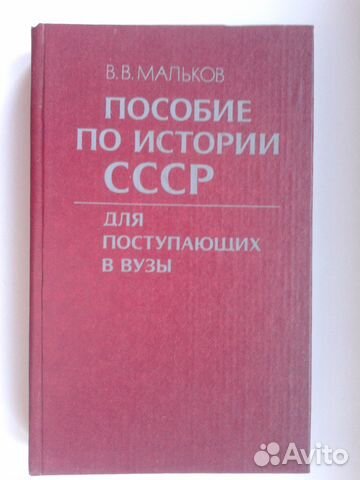 В. В. МАЛЬКОВ
ПОСОБИЕ
ПО ИСТОРИИ
СССР
ДЛЯ
ПОСТУПАЮЩИХ
В ВУЗЫ
Avito